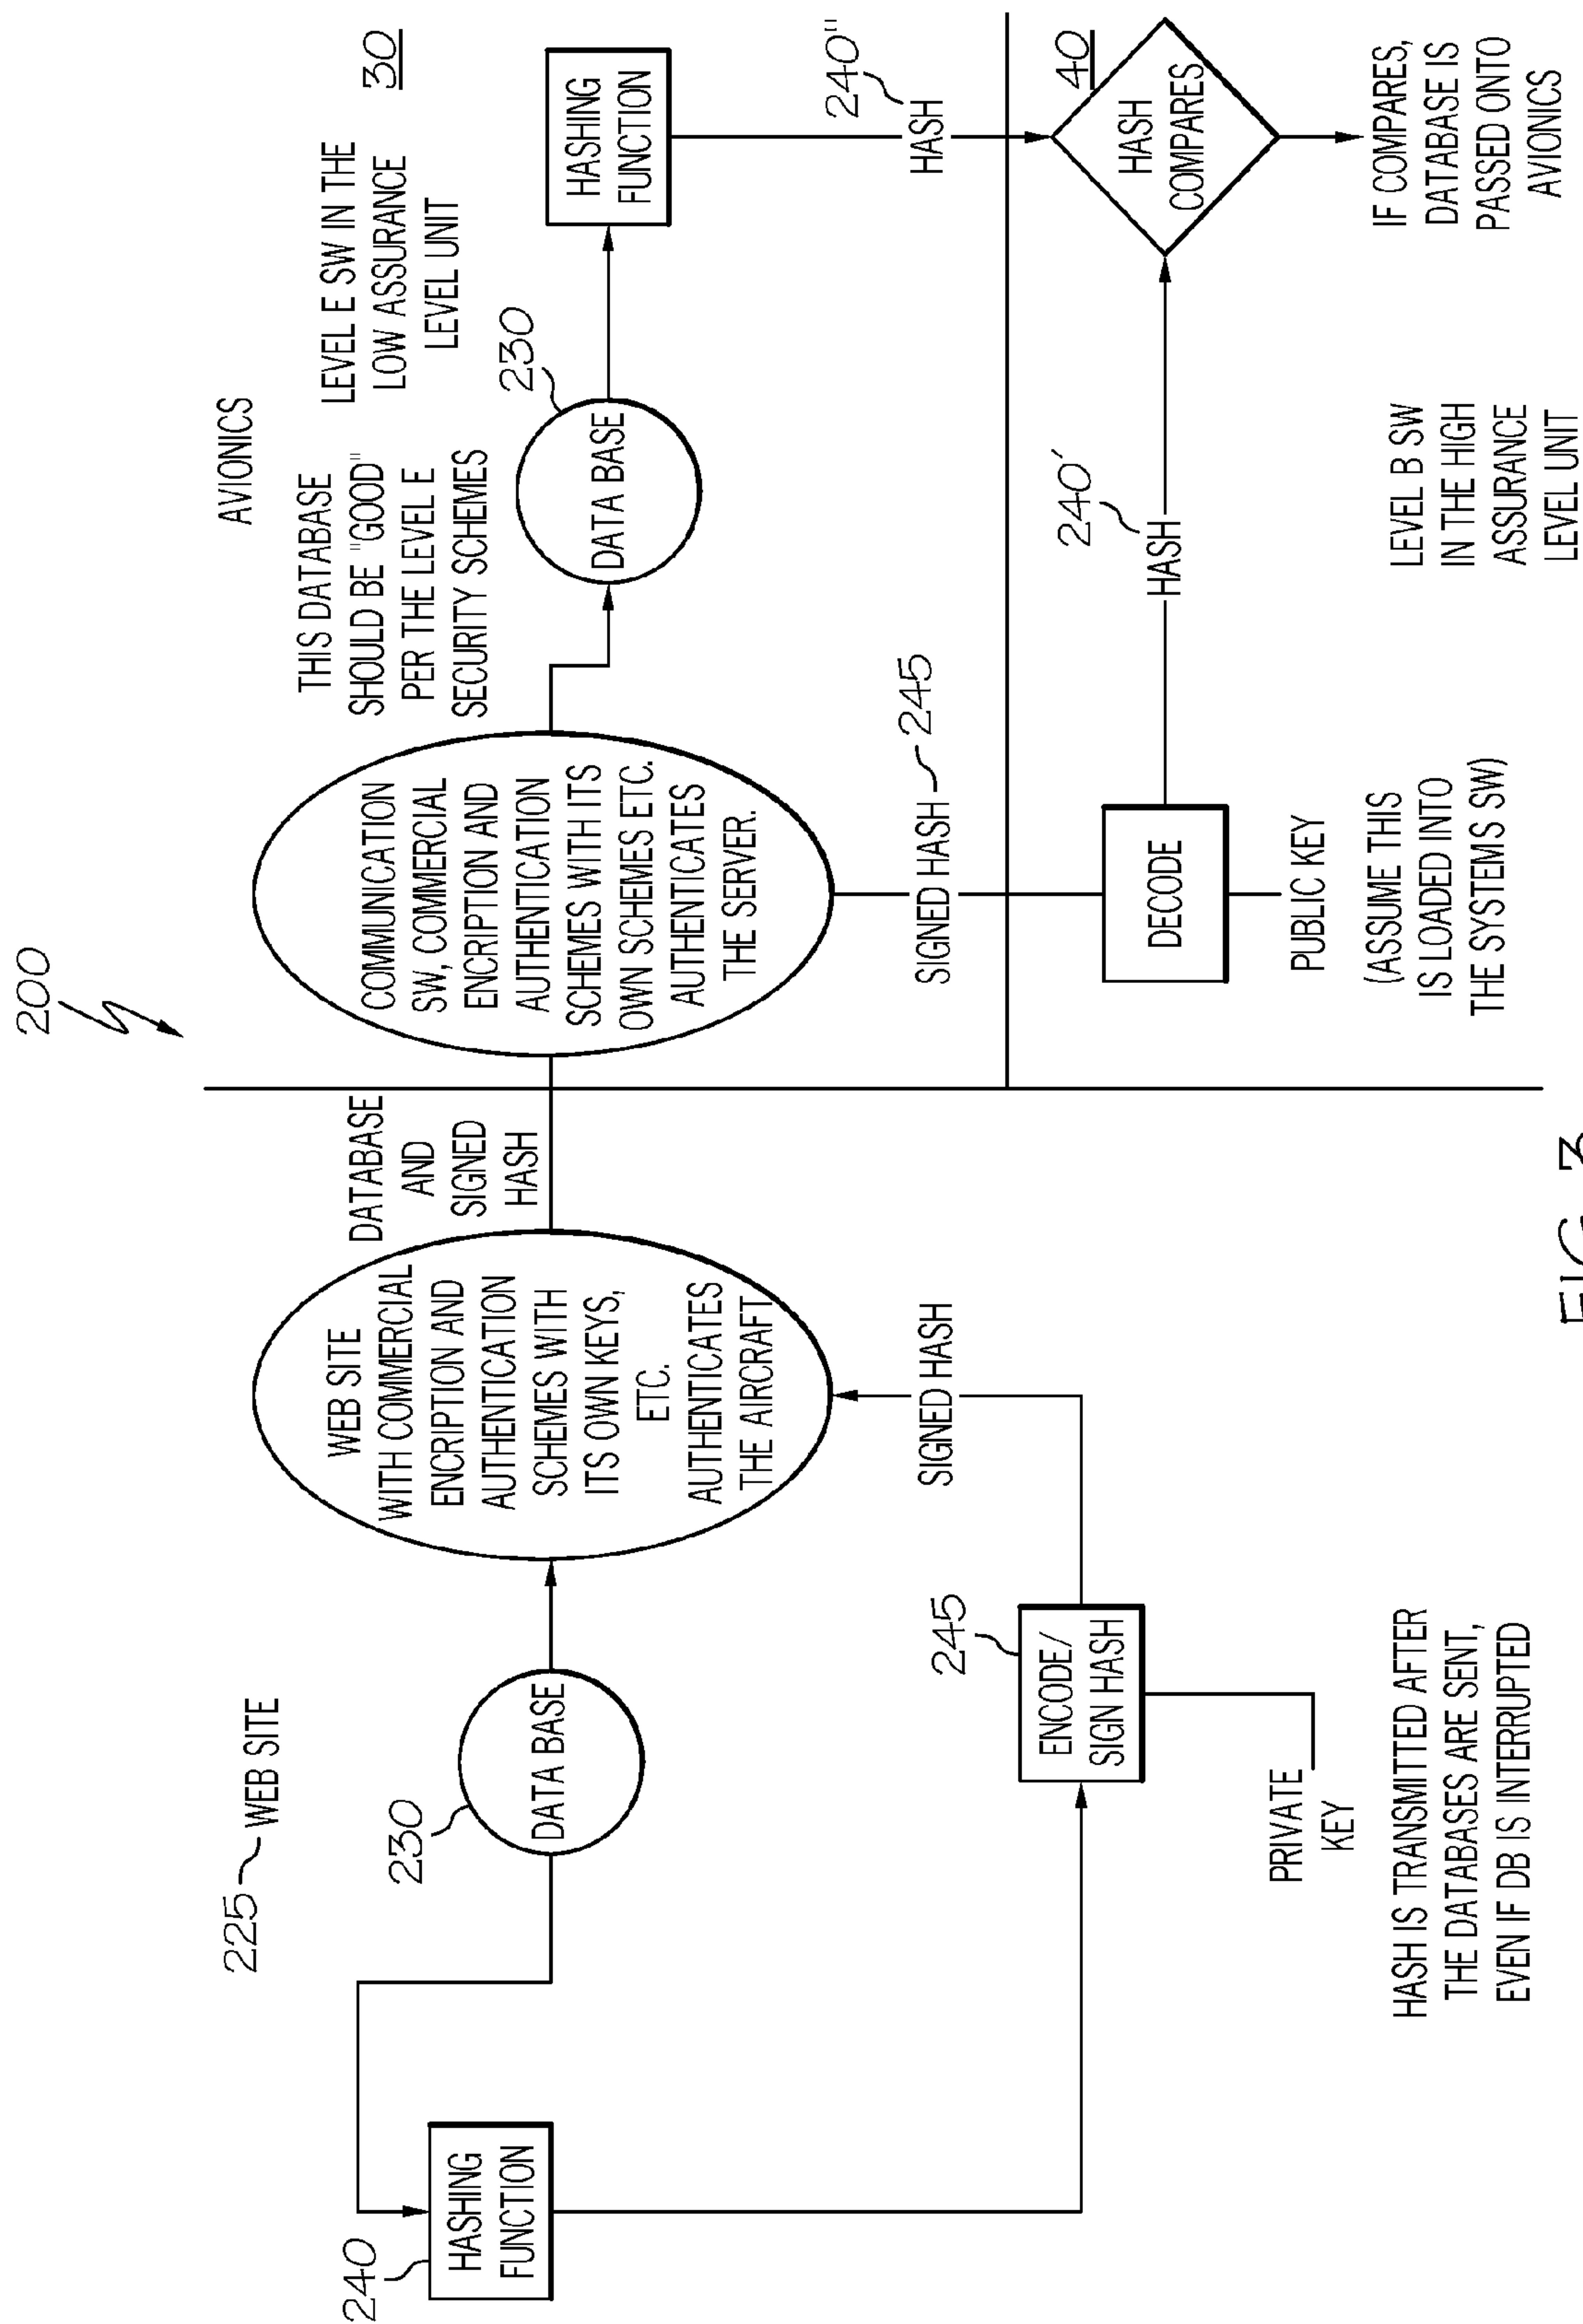 200
225
WEB SITE
AVIONICS
240
HASHING
FUNCTION
230
DATA BASE
WEB SITE
WITH COMMERCIAL
ENCRIPTION AND
AUTHENTICATION
SCHEMES WITH
ITS OWN KEYS,
ETC.
AUTHENTICATES
THE AIRCRAFT
DATABASE
AND
SIGNED
HASH
COMMUNICATION
SW, COMMERCIAL
ENCRIPTION AND
AUTHENTICATION
SCHEMES WITH ITS
OWN SCHEMES ETC.
AUTHENTICATES
THE SERVER.
THIS DATABASE
SHOULD BE "GOOD"
PER THE LEVEL E
SECURITY SCHEMES
230
DATA BASE
LEVEL E SW IN THE
LOW ASSURANCE
LEVEL UNIT
30
HASHING
FUNCTION
245
ENCODE/
SIGN HASH
SIGNED HASH
PRIVATE
KEY
HASH IS TRANSMITTED AFTER
THE DATABASES ARE SENT,
EVEN IF DB IS INTERRUPTED
SIGNED HASH
245
DECODE
PUBLIC KEY
(ASSUME THIS
IS LOADED INTO
THE SYSTEMS SW)
240'
HASH
240"
HASH
40
HASH
COMPARES
LEVEL B SW
IN THE HIGH
ASSURANCE
LEVEL UNIT
IF COMPARES,
DATABASE IS
PASSED ONTO
AVIONICS
FIG. 3